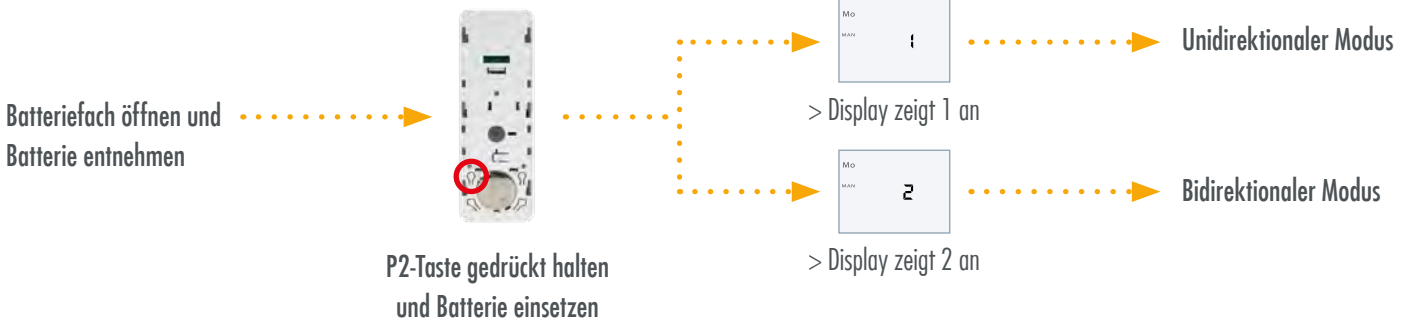 Batteriefach öffnen und
Batterie entnehmen
P2-Taste gedrückt halten
und Batterie einsetzen
Mo
MAN
1
> Display zeigt 1 an
Unidirektionaler Modus
Mo
MAN
2
> Display zeigt 2 an
Bidirektionaler Modus